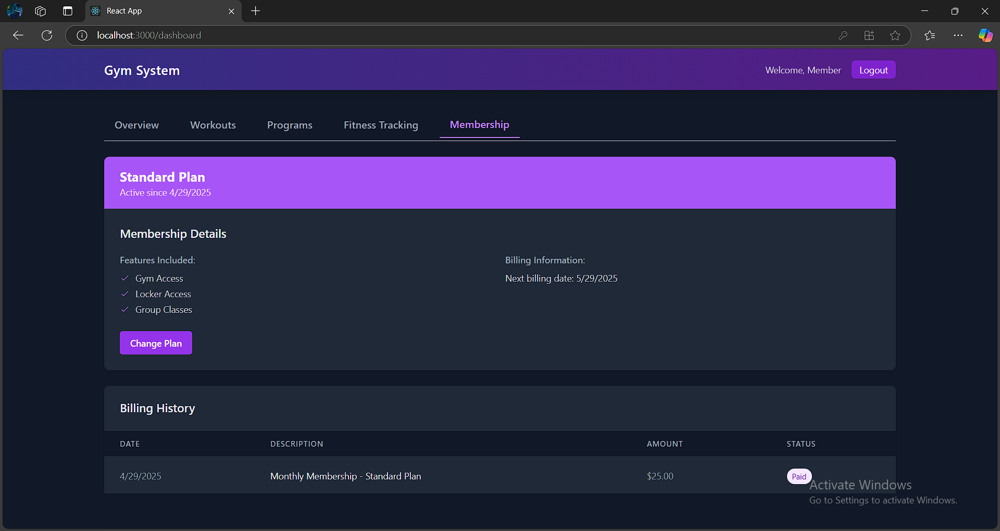 React App
localhost:3000/dashboard
Gym System
Welcome, Member
Logout
Overview
Workouts
Programs
Fitness Tracking
Membership
Standard Plan
Active since 4/29/2025
Membership Details
Features Included:
Gym Access
Locker Access
Group Classes
Billing Information:
Next billing date: 5/29/2025
Change Plan
Billing History
DATE DESCRIPTION AMOUNT STATUS
4/29/2025 Monthly Membership - Standard Plan $25.00 Paid
Activate Windows
Go to Settings to activate Windows.